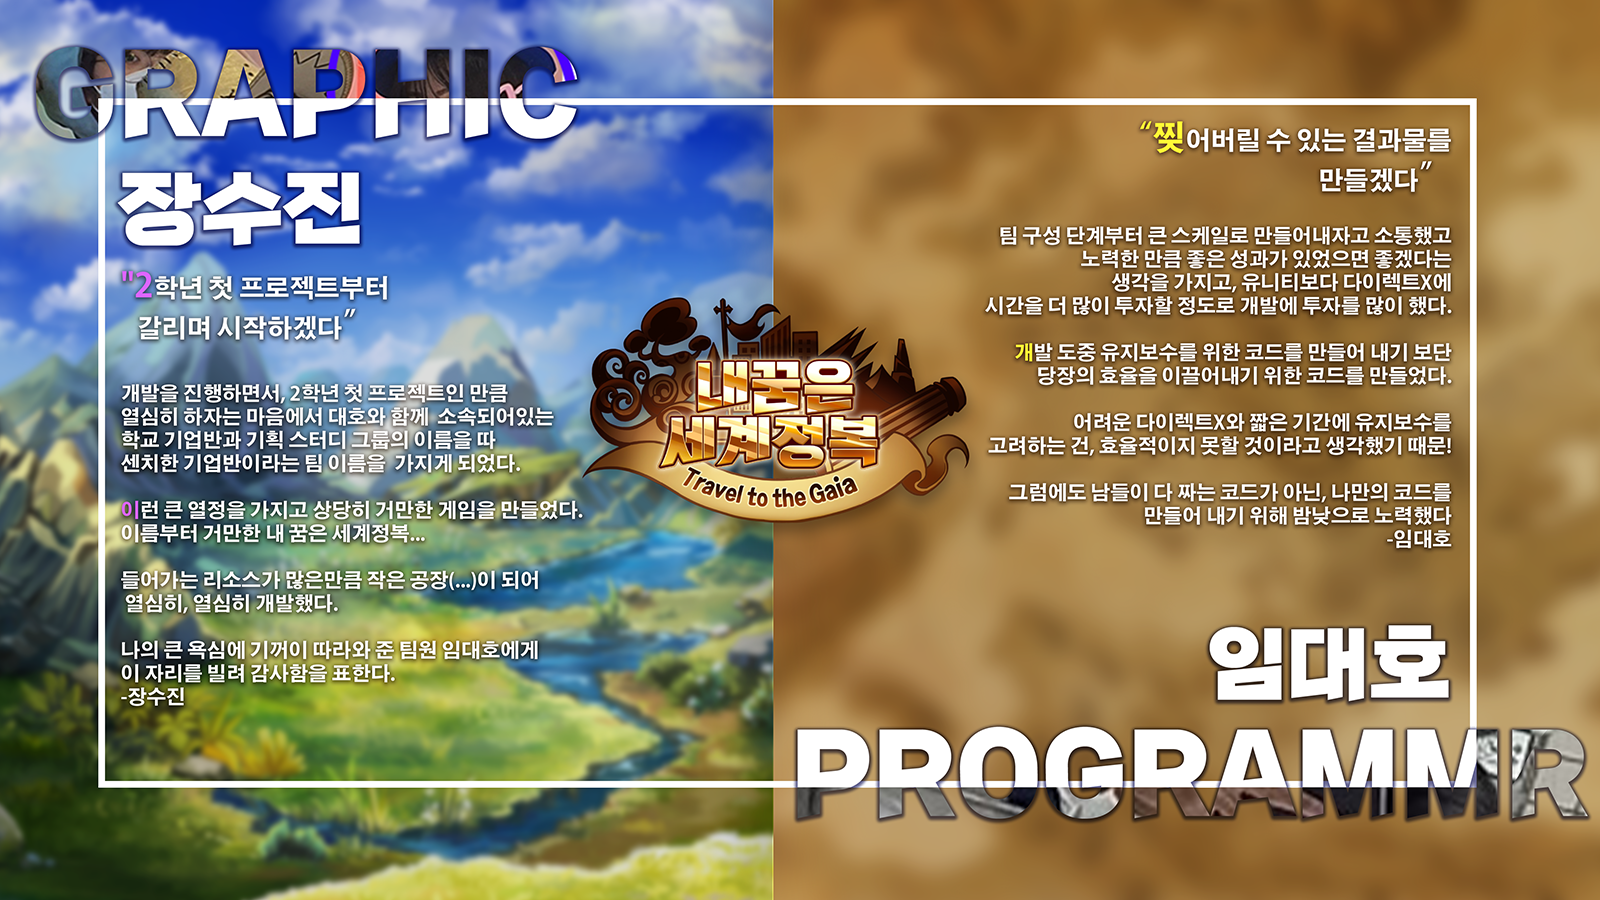 GRAPHIC
장수진
"2학년 첫 프로젝트부터
갈리며 시작하겠다"
개발을 진행하면서, 2학년 첫 프로젝트인 만큼
열심히 하자는 마음에서 대호와 함께 소속되어있는
학교 기업반과 기획 스터디 그룹의 이름을 따
센치한 기업반이라는 팀 이름을 가지게 되었다.
이런 큰 열정을 가지고 상당히 거만한 게임을 만들었다.
이름부터 거만한 내 꿈은 세계정복...
들어가는 리소스가 많은만큼 작은 공장(...)이 되어
열심히, 열심히 개발했다.
나의 큰 욕심에 기꺼이 따라와 준 팀원 임대호에게
이 자리를 빌려 감사함을 표한다.
-장수진
내꿈은
세계정복
Travel to the Gaia
"찢어버릴 수 있는 결과물를
만들겠다"
팀 구성 단계부터 큰 스케일로 만들어내자고 소통했고
노력한 만큼 좋은 성과가 있었으면 좋겠다는
생각을 가지고, 유니티보다 다이렉트X에
시간을 더 많이 투자할 정도로 개발에 투자를 많이 했다.
개발 도중 유지보수를 위한 코드를 만들어 내기 보단
당장의 효율을 이끌어내기 위한 코드를 만들었다.
어려운 다이렉트X와 짧은 기간에 유지보수를
고려하는 건, 효율적이지 못할 것이라고 생각했기 때문!
그럼에도 남들이 다 짜는 코드가 아닌, 나만의 코드를
만들어 내기 위해 밤낮으로 노력했다
-임대호
임대호
PROGRAMMR